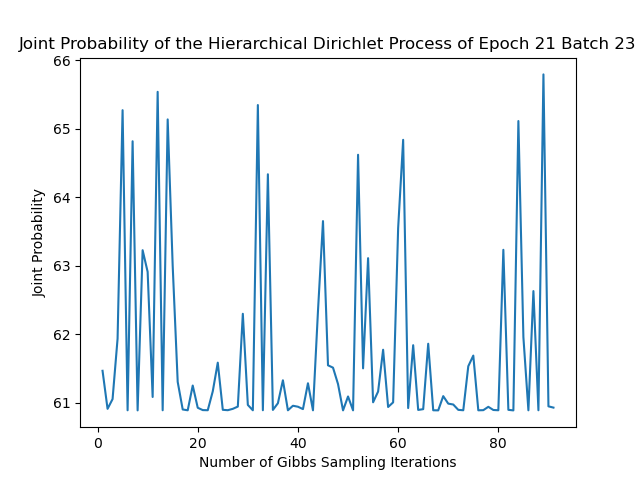 Joint Probability of the Hierarchical Dirichlet Process of Epoch 21 Batch 23
66
65
64
63
62
61
Joint Probability
0 20 40 60 80
Number of Gibbs Sampling Iterations